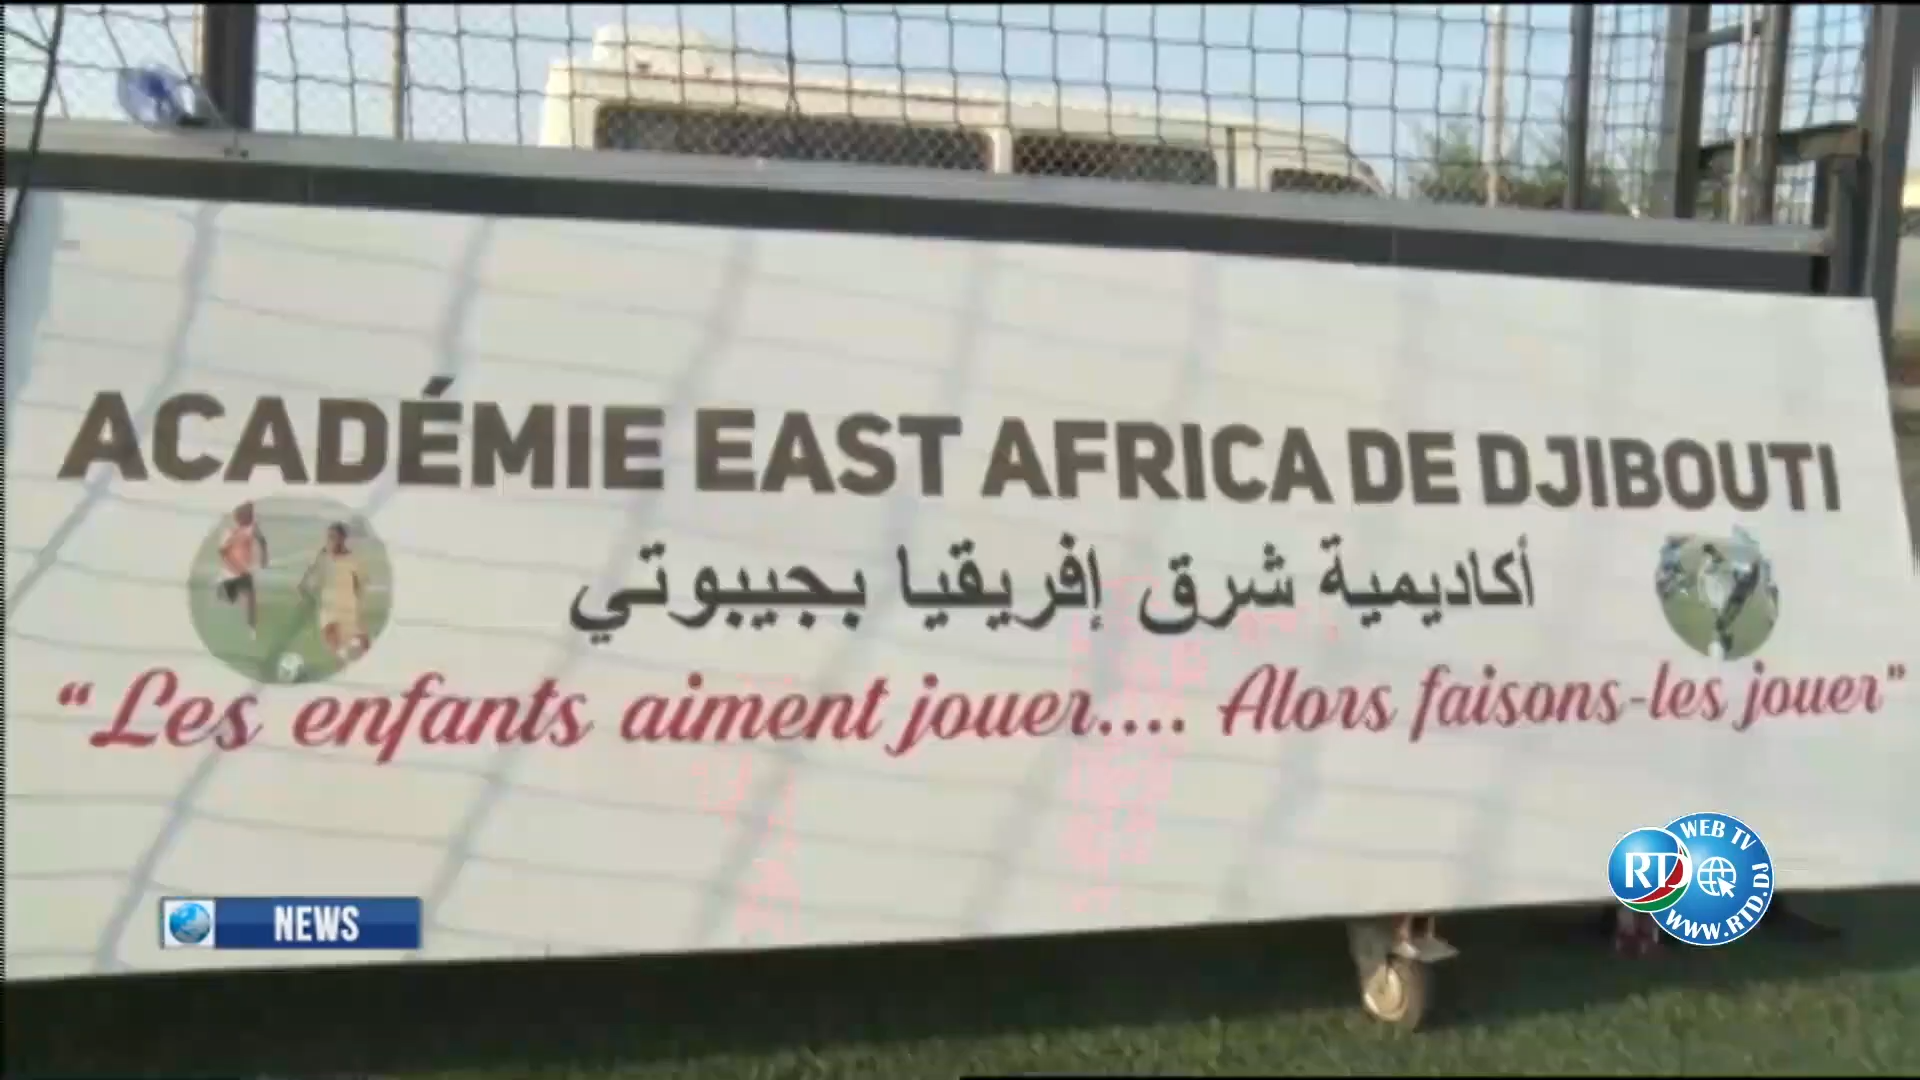 ACADÉMIE EAST AFRICA DE DJIBOUTI
أكاديمية شرق إفريقيا بجيبوتي
“Les enfants aiment jouer.... Alors faisons-les jouer”
NEWS
WEB TV
RTD
WWW.RTD.DJ